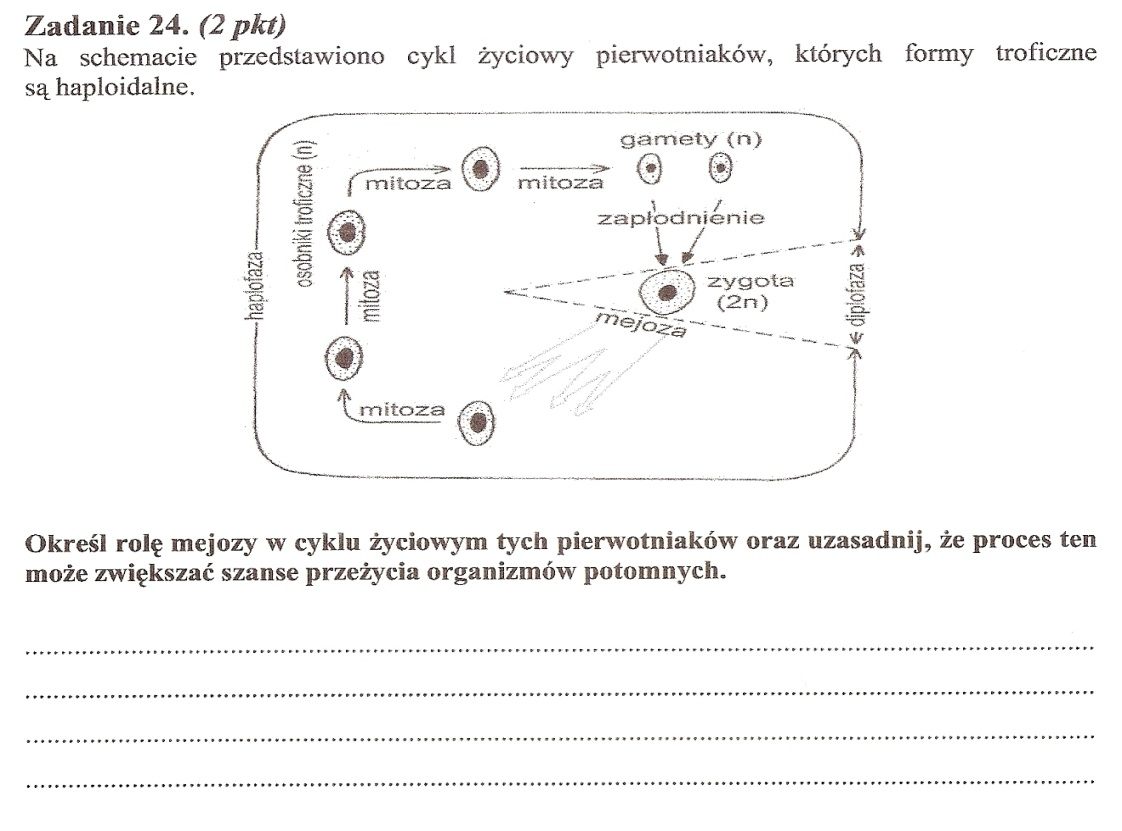 Zadanie 24. (2 pkt)
Na schemacie przedstawiono cykl życiowy pierwotniaków, których formy troficzne
są haploidalne.
gamety (n)
osobniki troficzne (n)
mitoza
mitoza
zapłodnienie
haplofaza
mitoza
zygota
(2n)
diplofaza
mejoza
mitoza
Określ rolę mejozy w cyklu życiowym tych pierwotniaków oraz uzasadnij, że proces ten
może zwiększać szanse przeżycia organizmów potomnych.